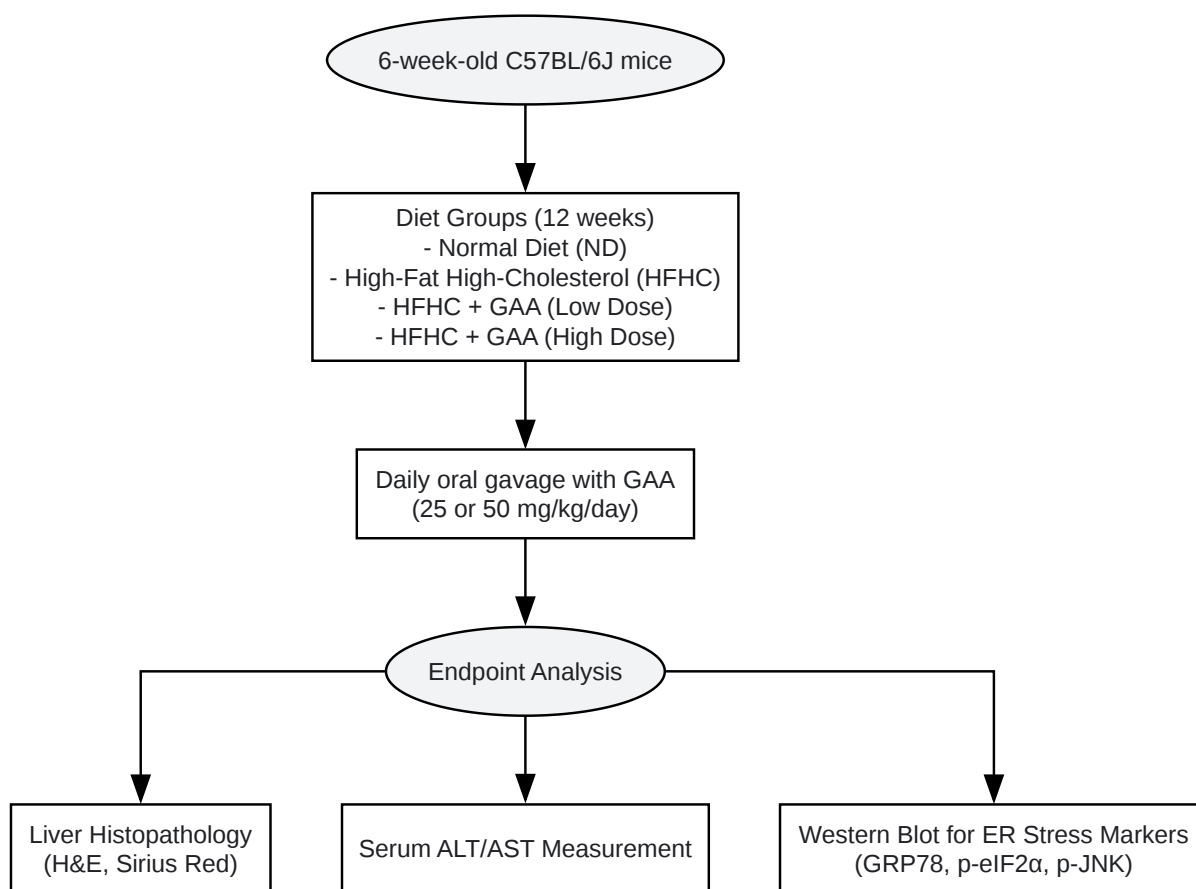 6-week-old C57BL/6J mice
Diet Groups (12 weeks)
- Normal Diet (ND)
- High-Fat High-Cholesterol (HFHC)
- HFHC + GAA (Low Dose)
- HFHC + GAA (High Dose)
Daily oral gavage with GAA
(25 or 50 mg/kg/day)
Endpoint Analysis
Liver Histopathology
(H&E, Sirius Red)
Serum ALT/AST Measurement
Western Blot for ER Stress Markers
(GRP78, p-eIF2α, p-JNK)